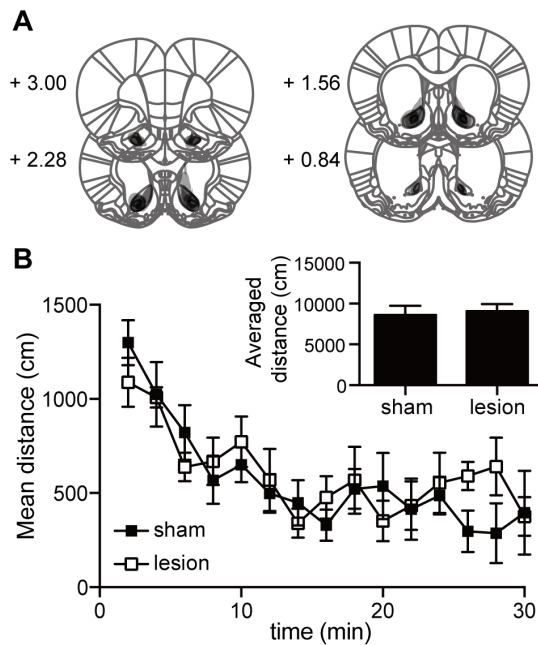 A
+ 3.00
+ 2.28
+ 1.56
+ 0.84
B
Mean distance (cm)
1500
1000
500
0
sham
lesion
0 10 20 30
time (min)
Averaged
distance (cm)
15000
10000
5000
0
sham lesion